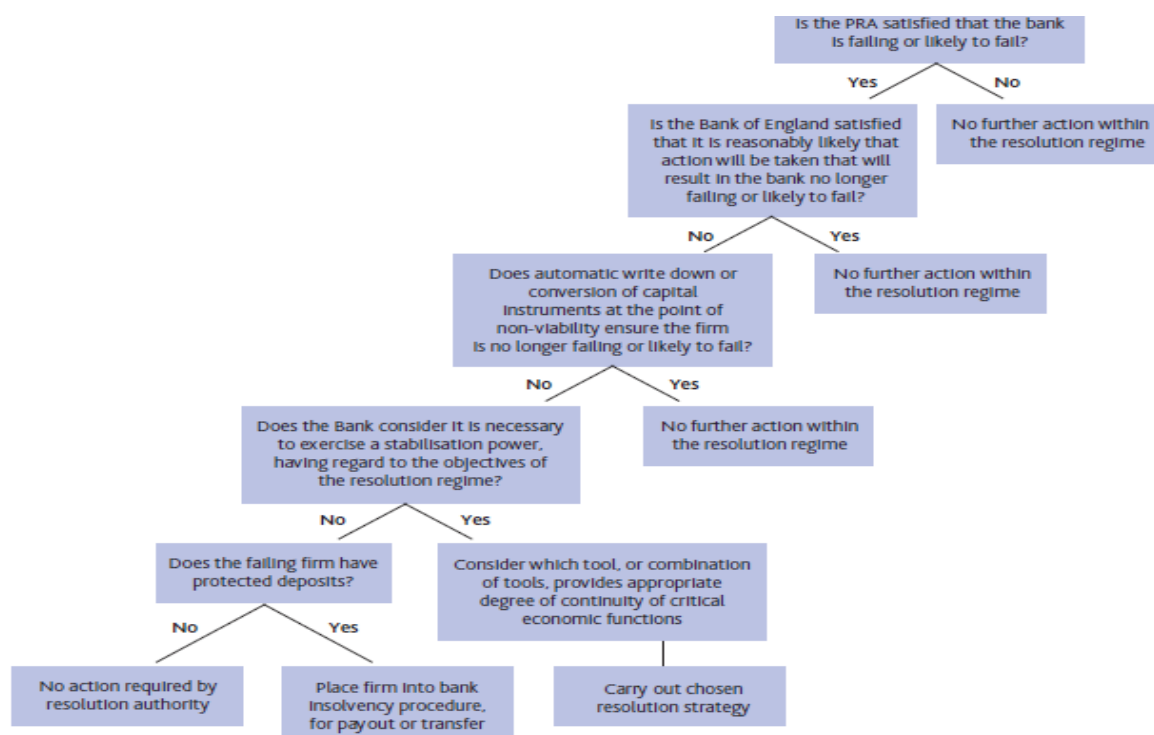 Is the PRA satisfied that the bank
is failing or likely to fail?
Yes
No
Is the Bank of England satisfied
that it is reasonably likely that
action will be taken that will
result in the bank no longer
failing or likely to fail?
No further action within
the resolution regime
No
Yes
Does automatic write down or
conversion of capital
instruments at the point of
non-viability ensure the firm
is no longer failing or likely to fail?
No further action within
the resolution regime
No
Yes
Does the Bank consider it is necessary
to exercise a stabilisation power,
having regard to the objectives of
the resolution regime?
No further action within
the resolution regime
No
Yes
Does the failing firm have
protected deposits?
Consider which tool, or combination
of tools, provides appropriate
degree of continuity of critical
economic functions
No
Yes
No action required by
resolution authority
Place firm into bank
insolvency procedure,
for payout or transfer
Carry out chosen
resolution strategy